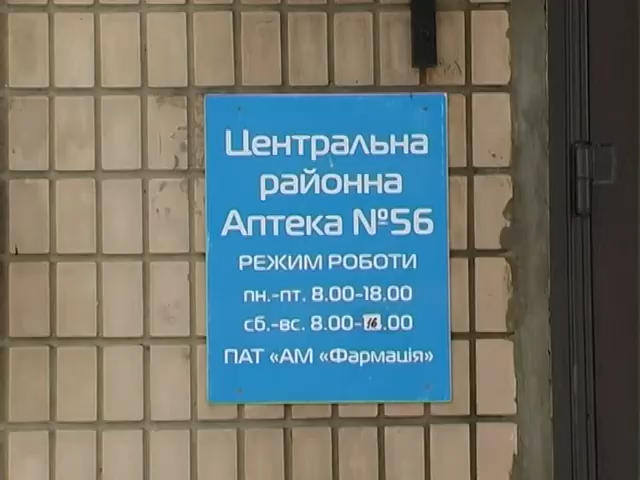 Центральна
районна
Аптека №56
РЕЖИМ РОБОТИ
пн.-пт. 8.00-18.00
сб.-вс. 8.00-16.00
ПАТ «АМ «Фармація»